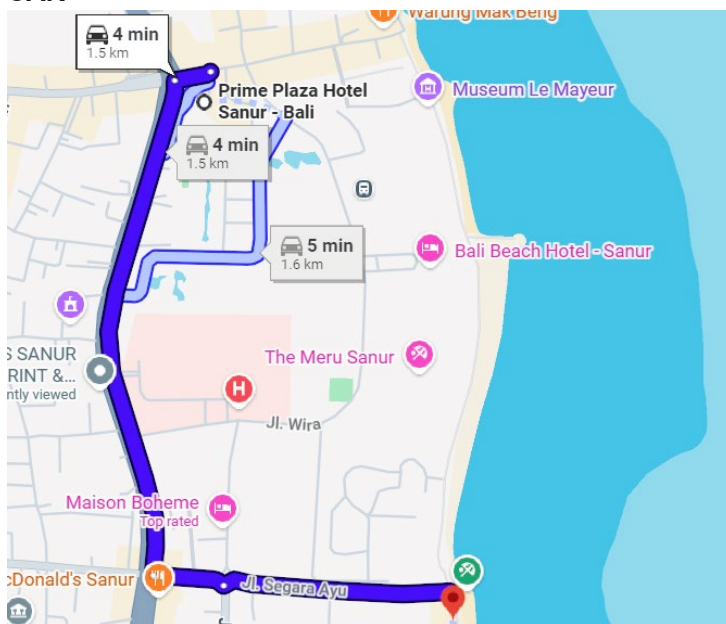 Warung Mak Beng
4 min
1.5 km
Prime Plaza Hotel
Sanur - Bali
Museum Le Mayeur
4 min
1.5 km
5 min
1.6 km
Bali Beach Hotel - Sanur
S SANUR
RINT &...
ntly viewed
The Meru Sanur
H
Jl. Wira
Maison Boheme
Top rated
cDonald's Sanur
Jl. Segara Ayu